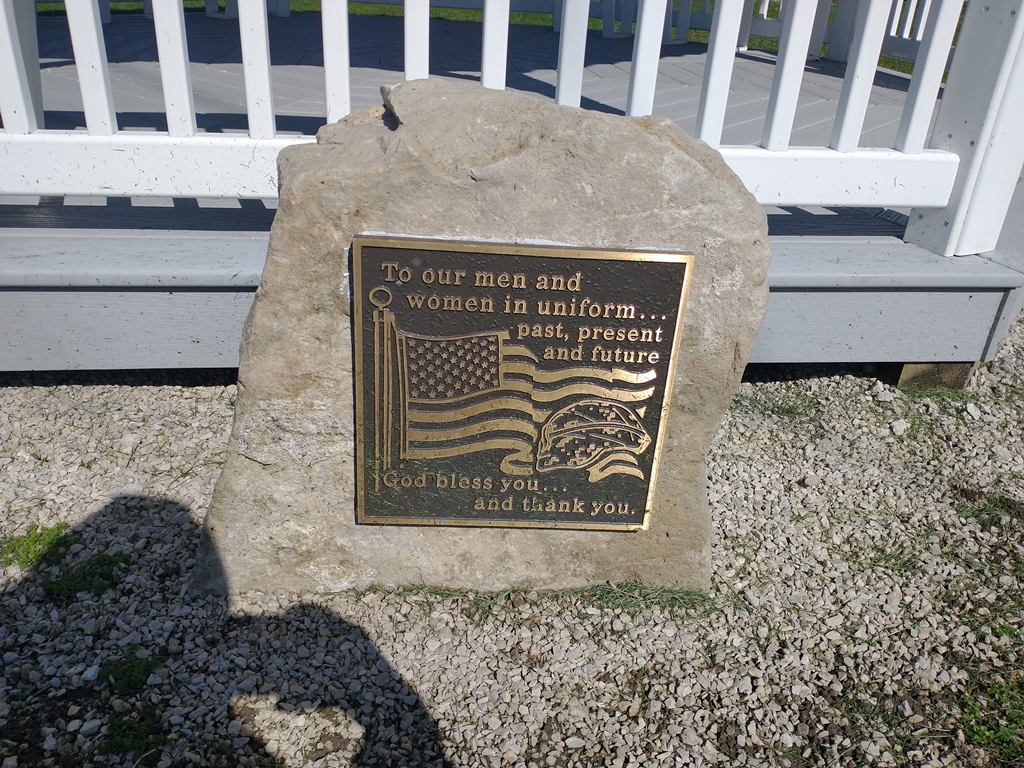 To our men and
women in uniform...
past, present
and future
God bless you...
and thank you.